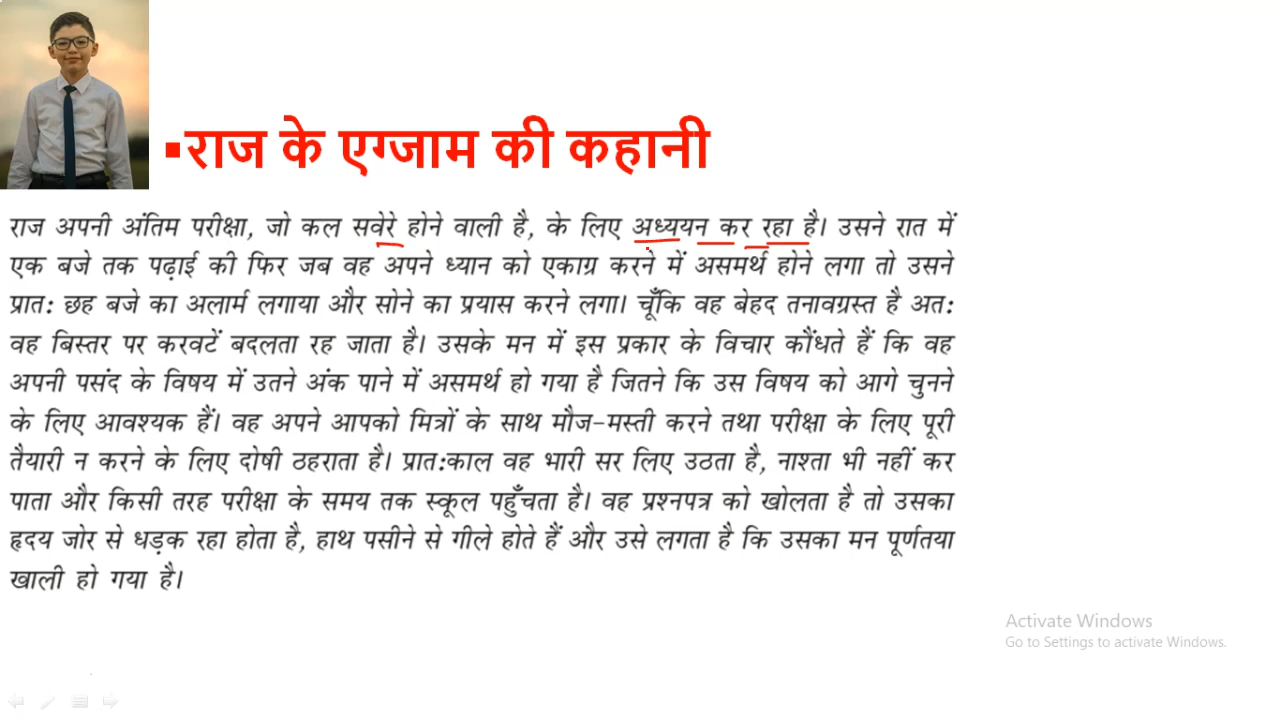 ▪राज के एग्जाम की कहानी
राज अपनी अंतिम परीक्षा, जो कल सवेरे होने वाली है, के लिए अध्ययन कर रहा है। उसने रात में
एक बजे तक पढ़ाई की फिर जब वह अपने ध्यान को एकाग्र करने में असमर्थ होने लगा तो उसने
प्रातः छह बजे का अलार्म लगाया और सोने का प्रयास करने लगा। चूँकि वह बेहद तनावग्रस्त है अतः
वह बिस्तर पर करवटें बदलता रह जाता है। उसके मन में इस प्रकार के विचार कौंधते हैं कि वह
अपनी पसंद के विषय में उतने अंक पाने में असमर्थ हो गया है जितने कि उस विषय को आगे चुनने
के लिए आवश्यक हैं। वह अपने आपको मित्रों के साथ मौज-मस्ती करने तथा परीक्षा के लिए पूरी
तैयारी न करने के लिए दोषी ठहराता है। प्रातःकाल वह भारी सर लिए उठता है, नाश्ता भी नहीं कर
पाता और किसी तरह परीक्षा के समय तक स्कूल पहुँचता है। वह प्रश्नपत्र को खोलता है तो उसका
हृदय जोर से धड़क रहा होता है, हाथ पसीने से गीले होते हैं और उसे लगता है कि उसका मन पूर्णतया
खाली हो गया है।
Activate Windows
Go to Settings to activate Windows.